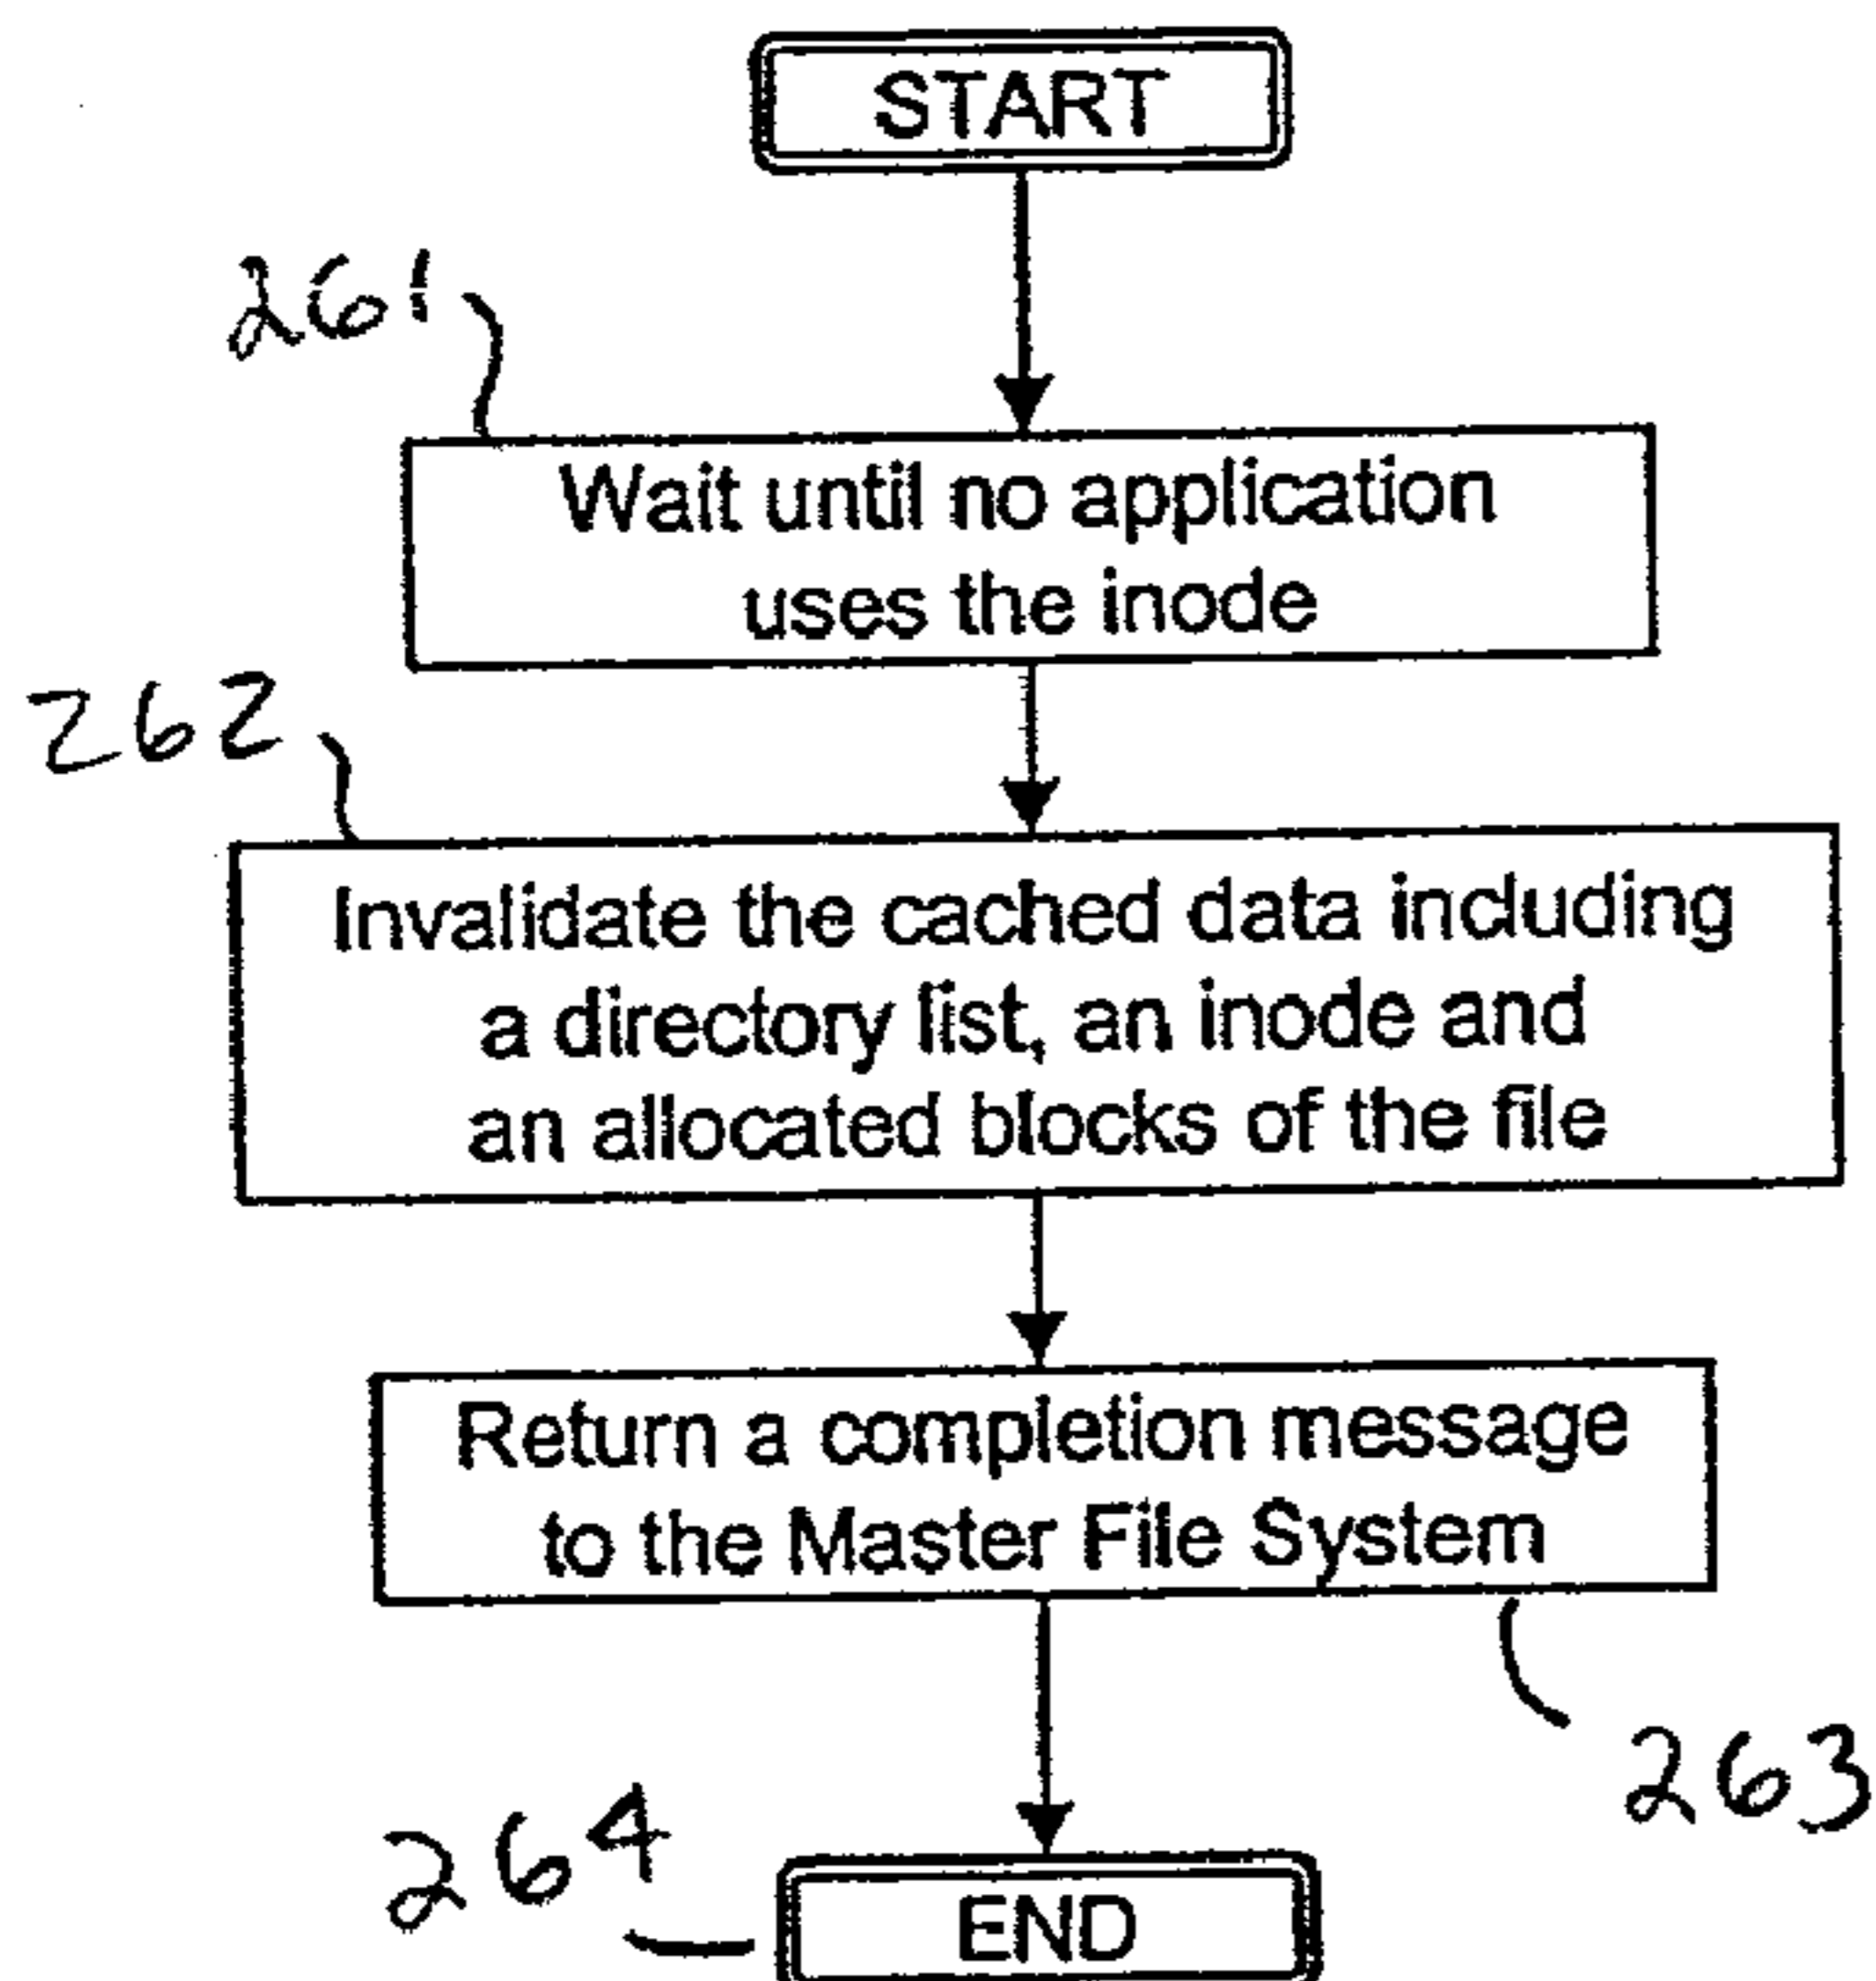 START
261
Wait until no application
uses the inode
262
Invalidate the cached data including
a directory list, an inode and
an allocated blocks of the file
Return a completion message
to the Master File System
263
264
END